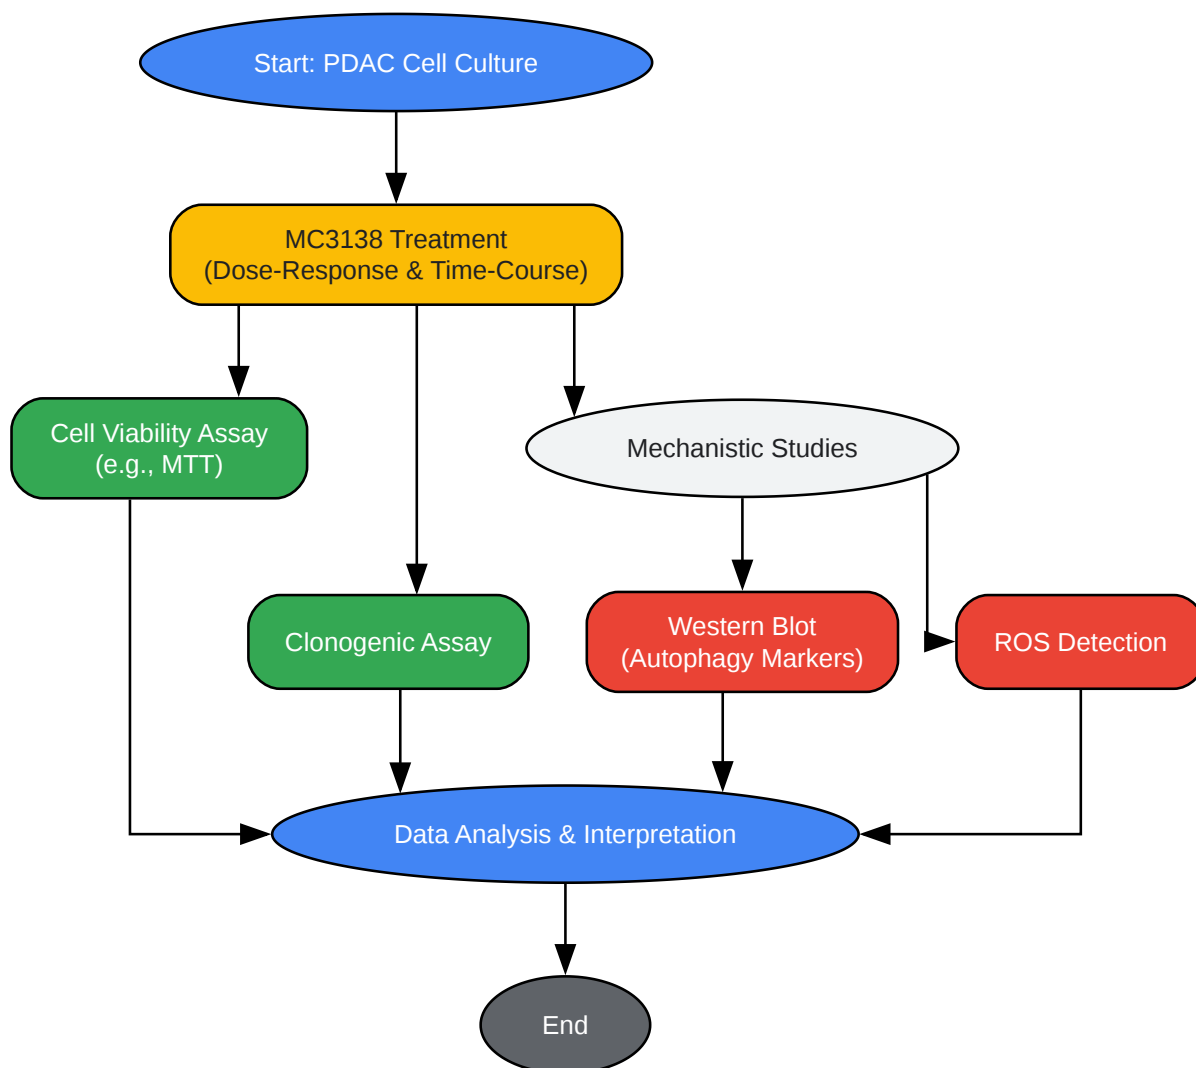 Start: PDAC Cell Culture
MC3138 Treatment
(Dose-Response & Time-Course)
Cell Viability Assay
(e.g., MTT)
Mechanistic Studies
Clonogenic Assay
Western Blot
(Autophagy Markers)
ROS Detection
Data Analysis & Interpretation
End